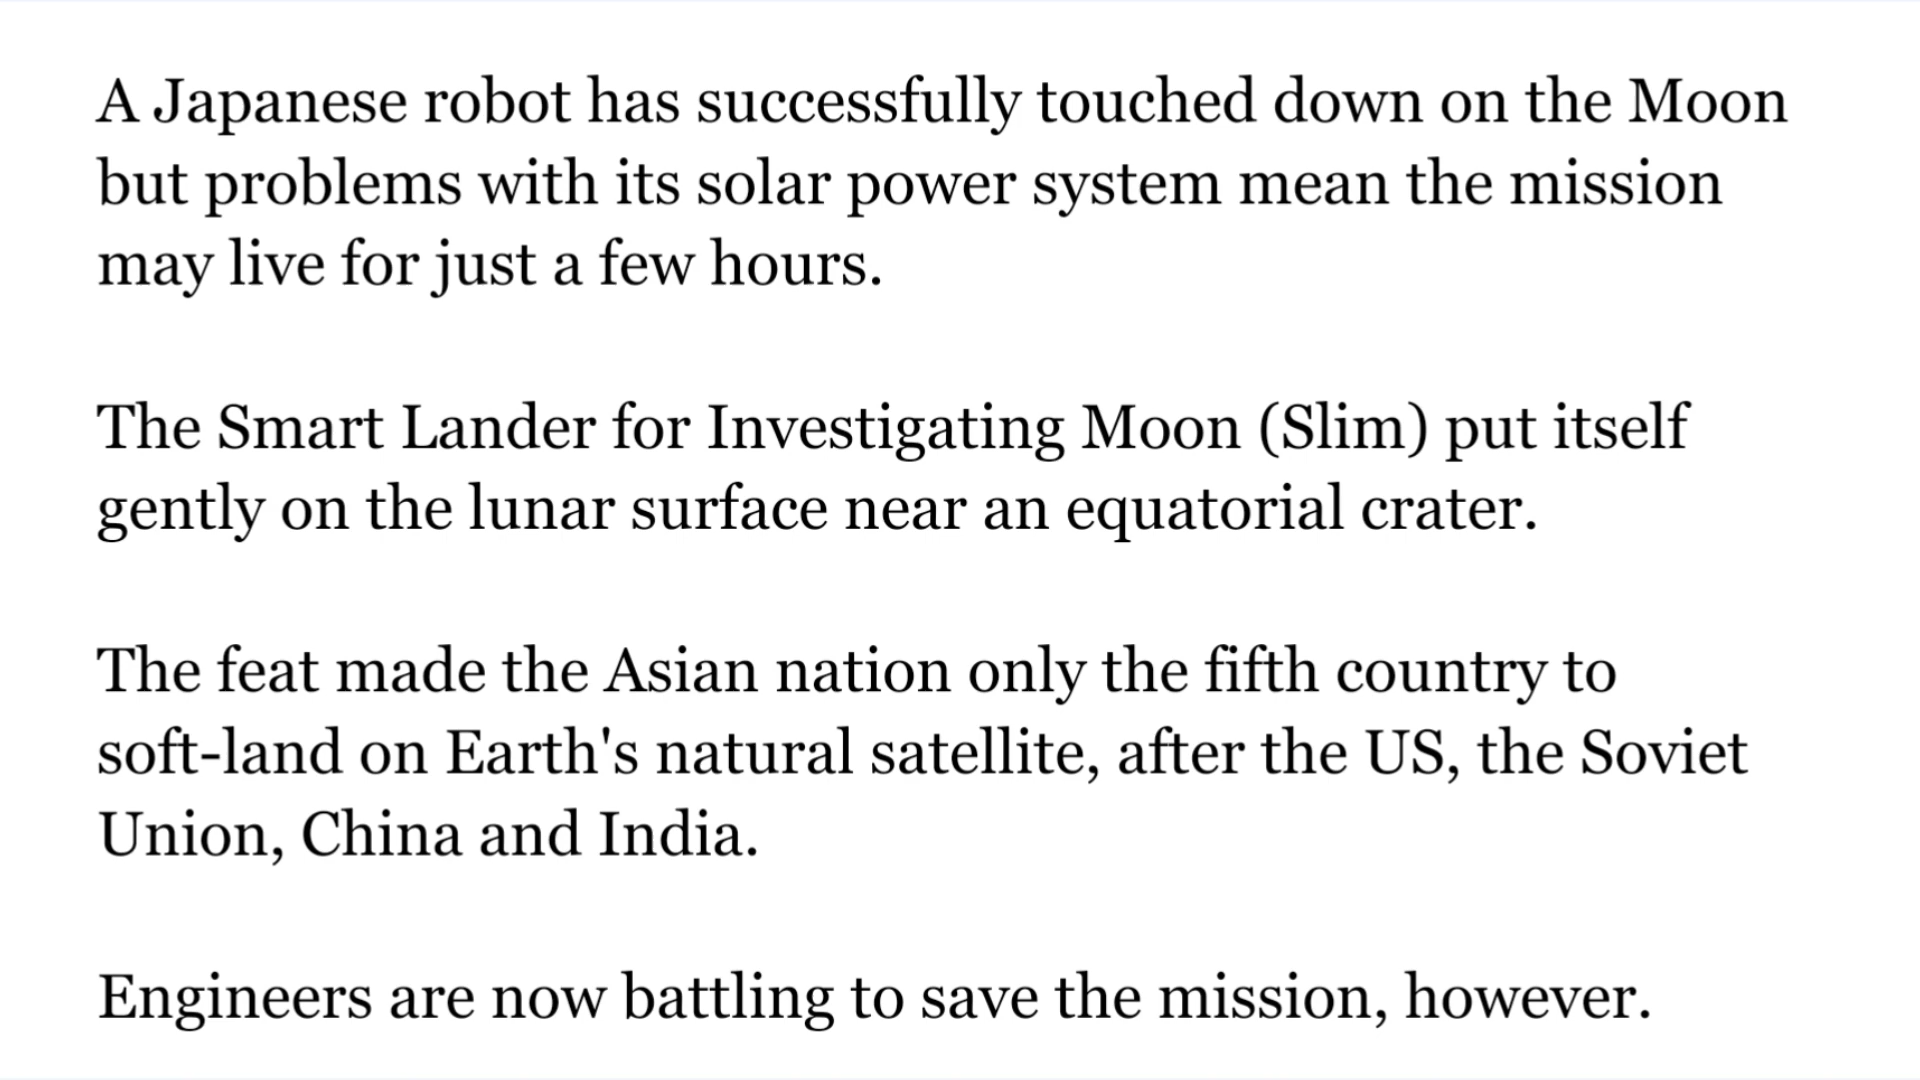 A Japanese robot has successfully touched down on the Moon
but problems with its solar power system mean the mission
may live for just a few hours.
The Smart Lander for Investigating Moon (Slim) put itself
gently on the lunar surface near an equatorial crater.
The feat made the Asian nation only the fifth country to
soft-land on Earth's natural satellite, after the US, the Soviet
Union, China and India.
Engineers are now battling to save the mission, however.